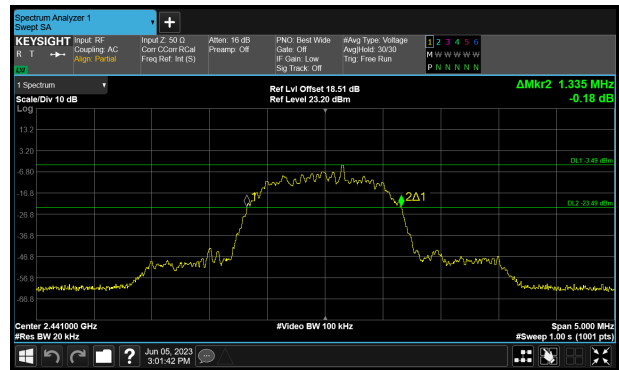 Spectrum Analyzer 1
Swept SA
+
KEYSIGHT Input: RF Input Z: 50 Ω Atten: 16 dB PNO: Best Wide #Avg Type: Voltage 1 2 3 4 5 6
R T Coupling: AC Corr CCorr RCal Preamp: Off Gate: Off Avg|Hold: 30/30 M W W W W W
Align: Partial Freq Ref: Int (S) IF Gain: Low Trig: Free Run
LXI Sig Track: Off P N N N N N
1 Spectrum
Ref Lvl Offset 18.51 dB ΔMkr2 1.335 MHz
Scale/Div 10 dB Ref Level 23.20 dBm -0.18 dB
Log
13.2
3.20
DL1 -3.49 dBm
-6.80
-16.8
1 2Δ1
DL2 -23.49 dBm
-26.8
-36.8
-46.8
-56.8
-66.8
Center 2.441000 GHz #Video BW 100 kHz Span 5.000 MHz
#Res BW 20 kHz #Sweep 1.00 s (1001 pts)
? Jun 05, 2023
3:01:42 PM